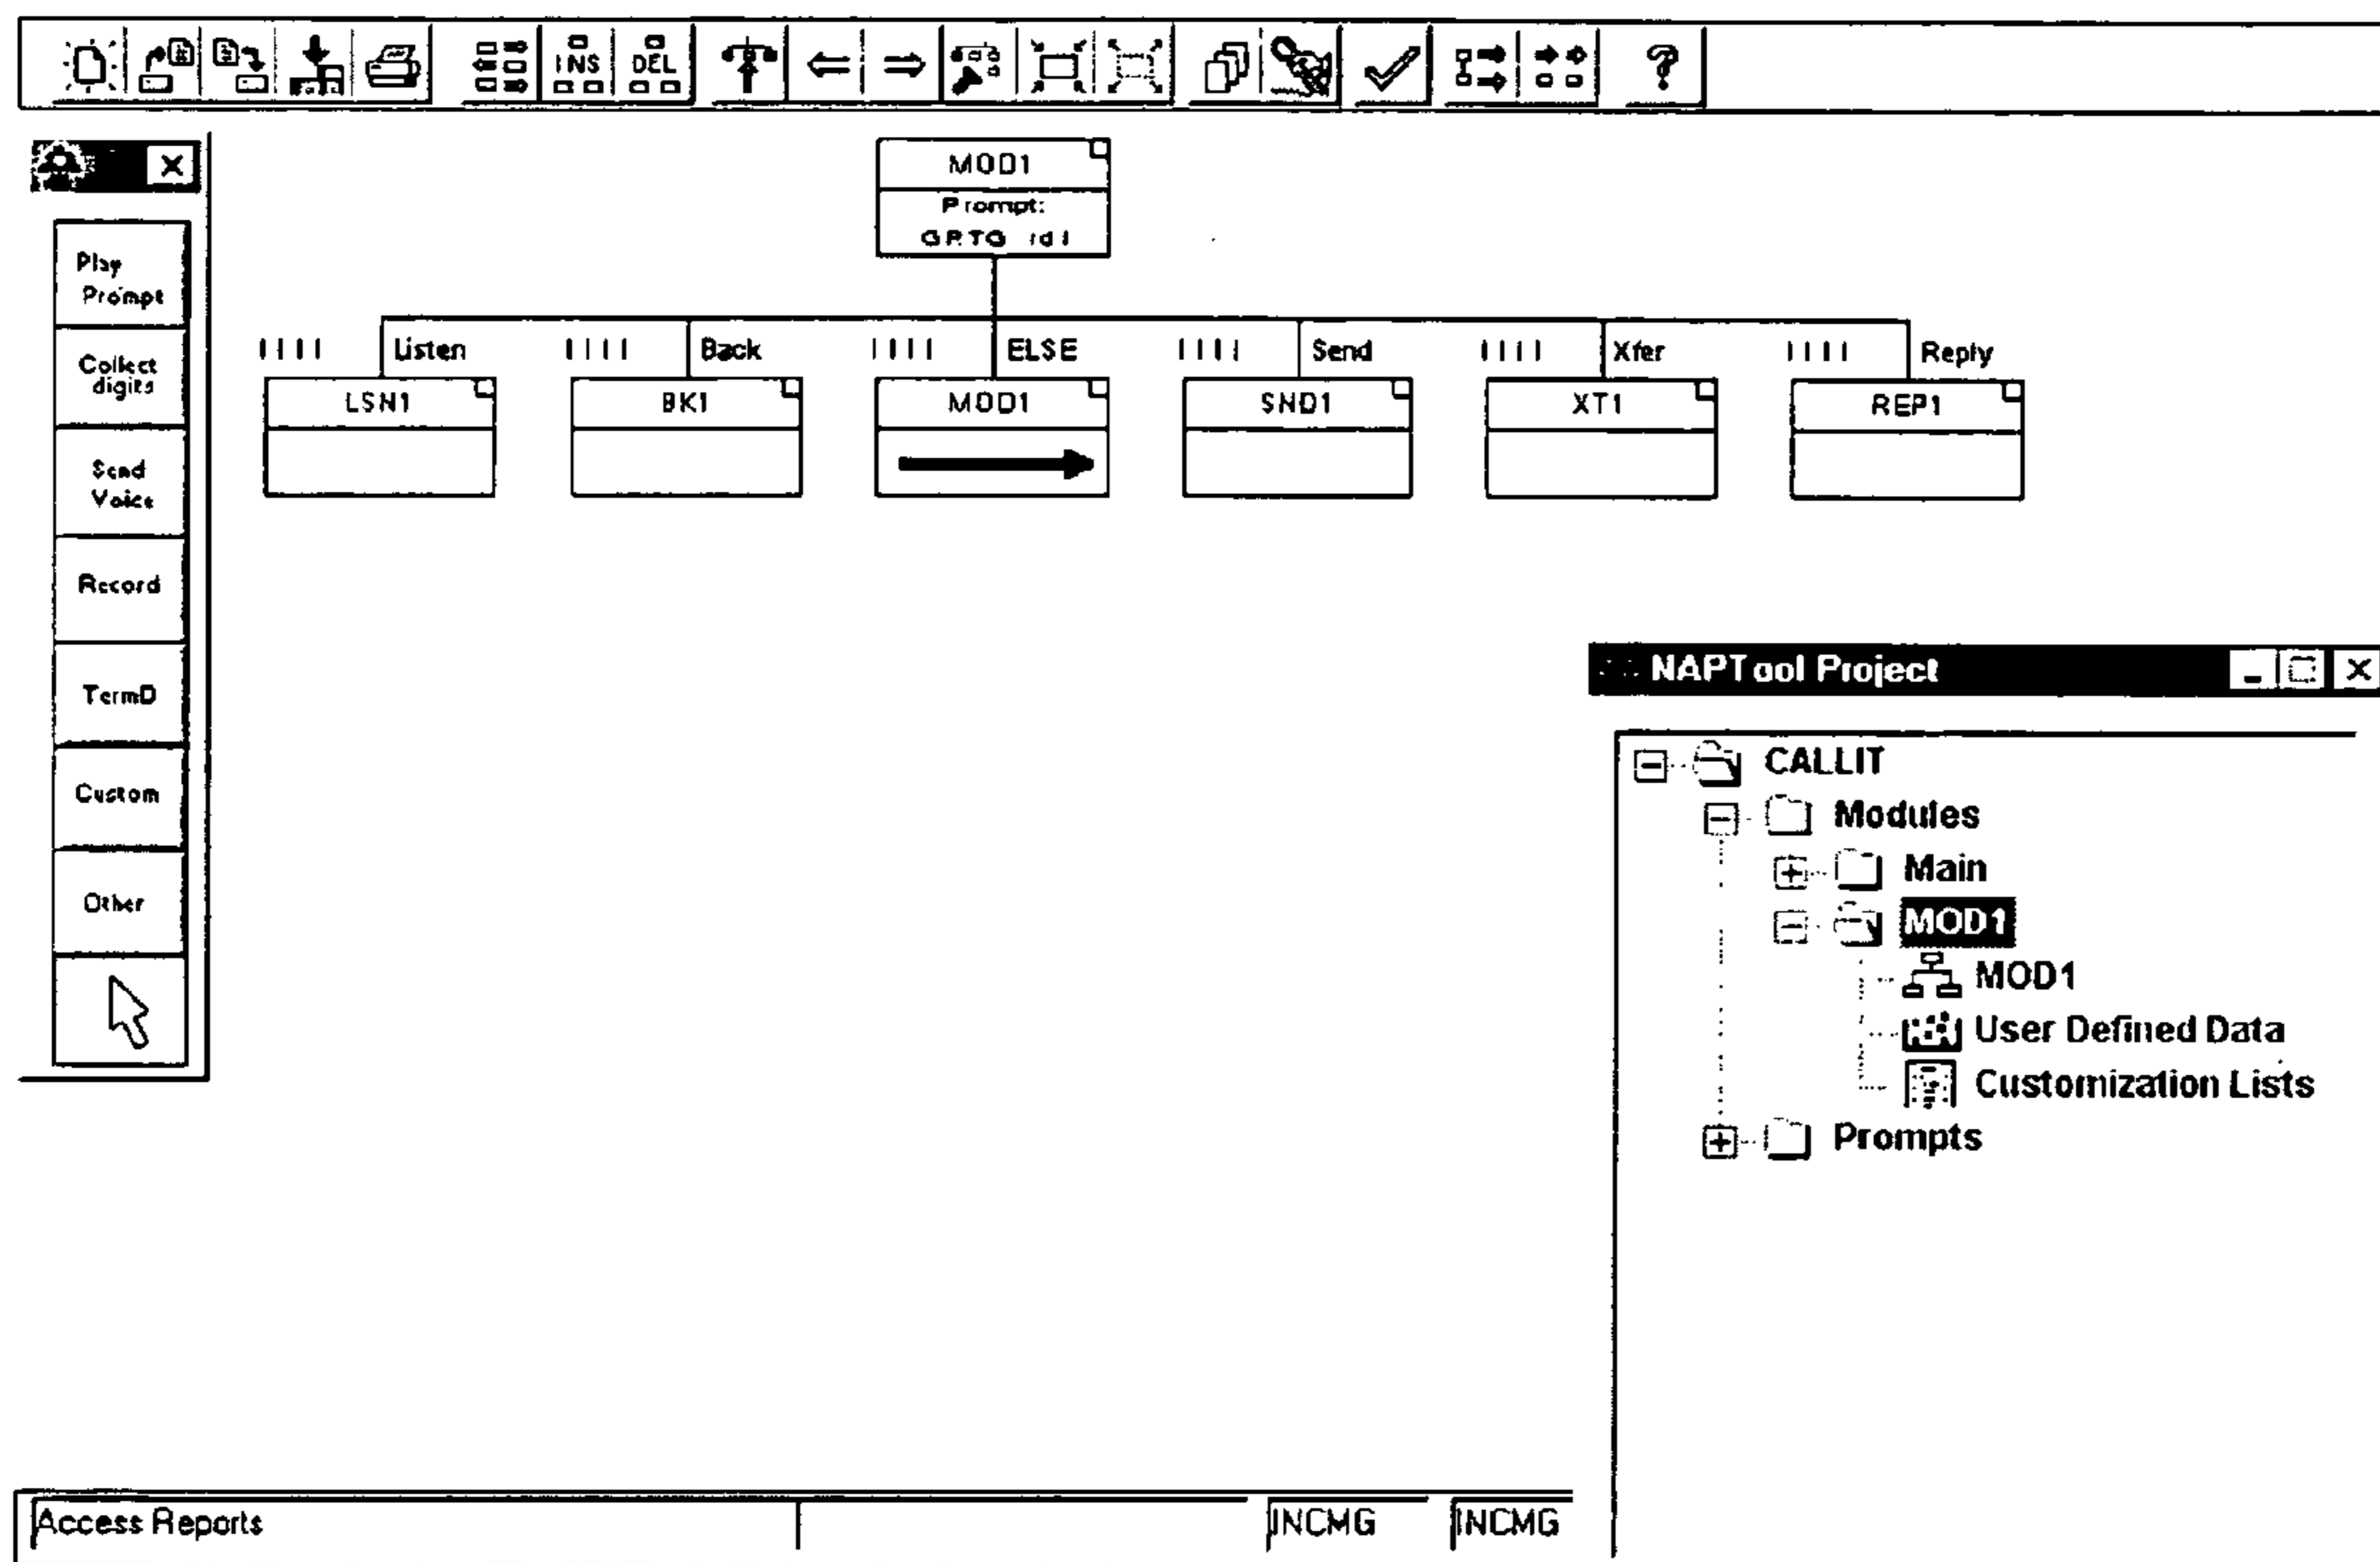 INS DEL
?
MOD1
Prompt:
Play
Prompt
Collect
digits
Send
Voice
Record
TermD
Custom
Other
Listen Back ELSE Send Xfer Reply
LSN1 BK1 MOD1 SND1 XT1 REP1
NAPTool Project
CALLIT
Modules
Main
MOD1
MOD1
User Defined Data
Customization Lists
Prompts
Access Reports INCMG INCMG